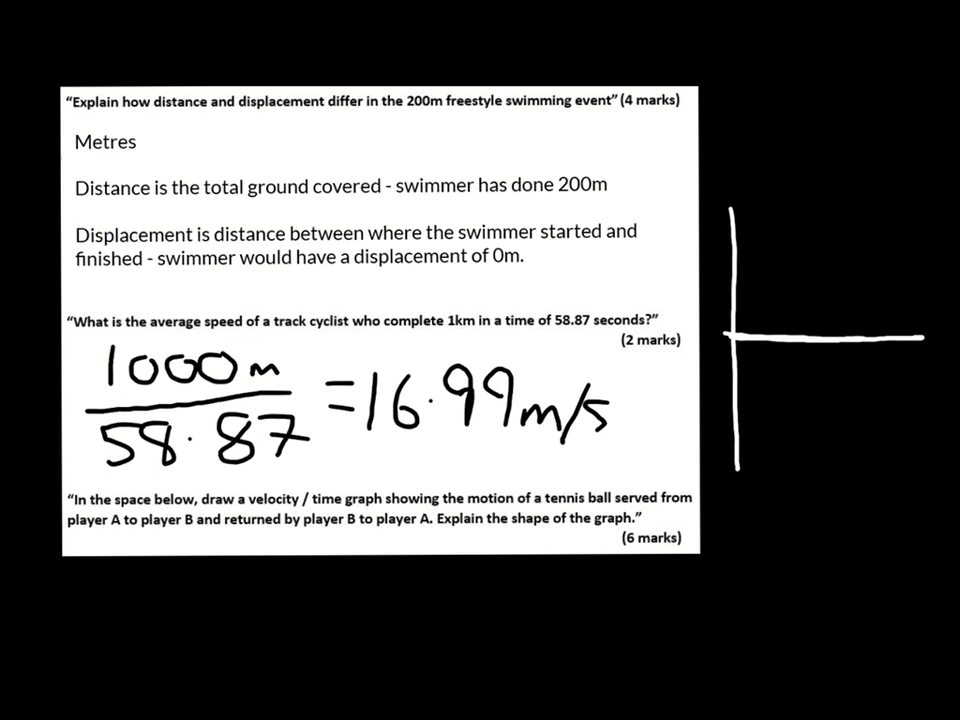 “Explain how distance and displacement differ in the 200m freestyle swimming event” (4 marks)
Metres
Distance is the total ground covered - swimmer has done 200m
Displacement is distance between where the swimmer started and
finished - swimmer would have a displacement of 0m.
“What is the average speed of a track cyclist who complete 1km in a time of 58.87 seconds?”
(2 marks)
1000m
58.87
=16.99m/s
“In the space below, draw a velocity / time graph showing the motion of a tennis ball served from
player A to player B and returned by player B to player A. Explain the shape of the graph.”
(6 marks)